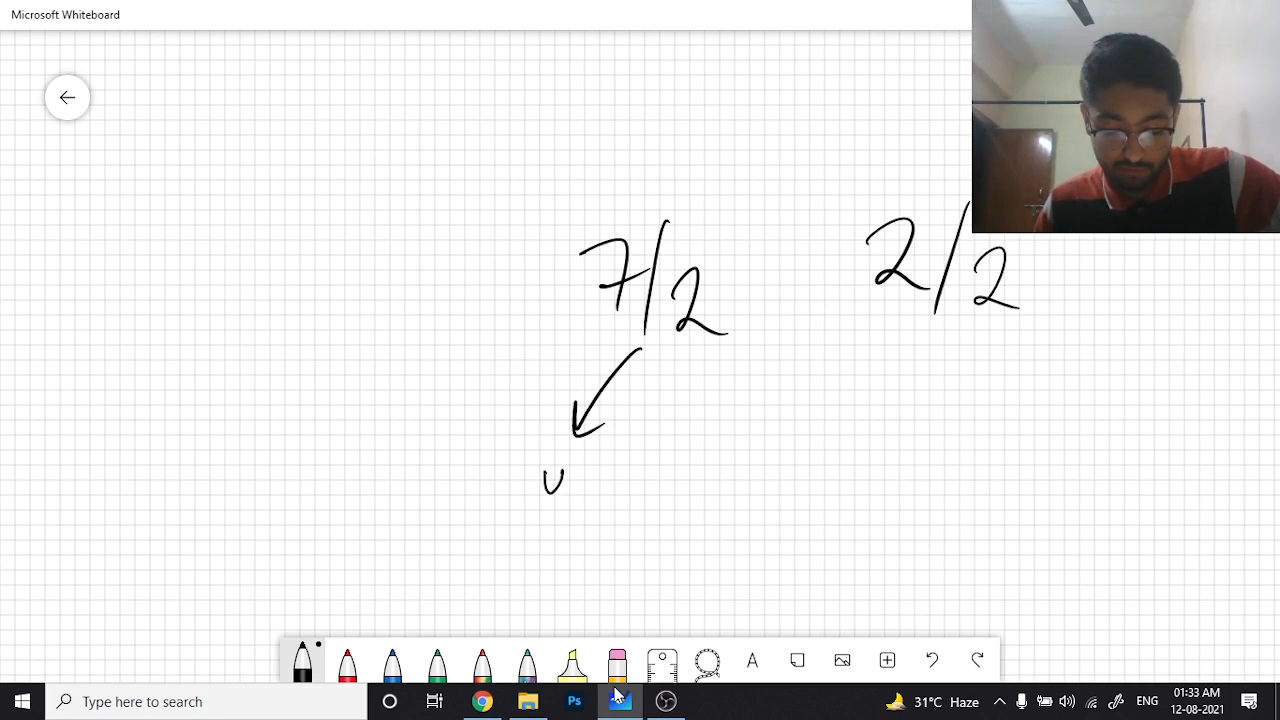 Microsoft Whiteboard
7/2 2/2
U
A
Type here to search
Ps
31°C Haze
ENG
01:33 AM
12-08-2021